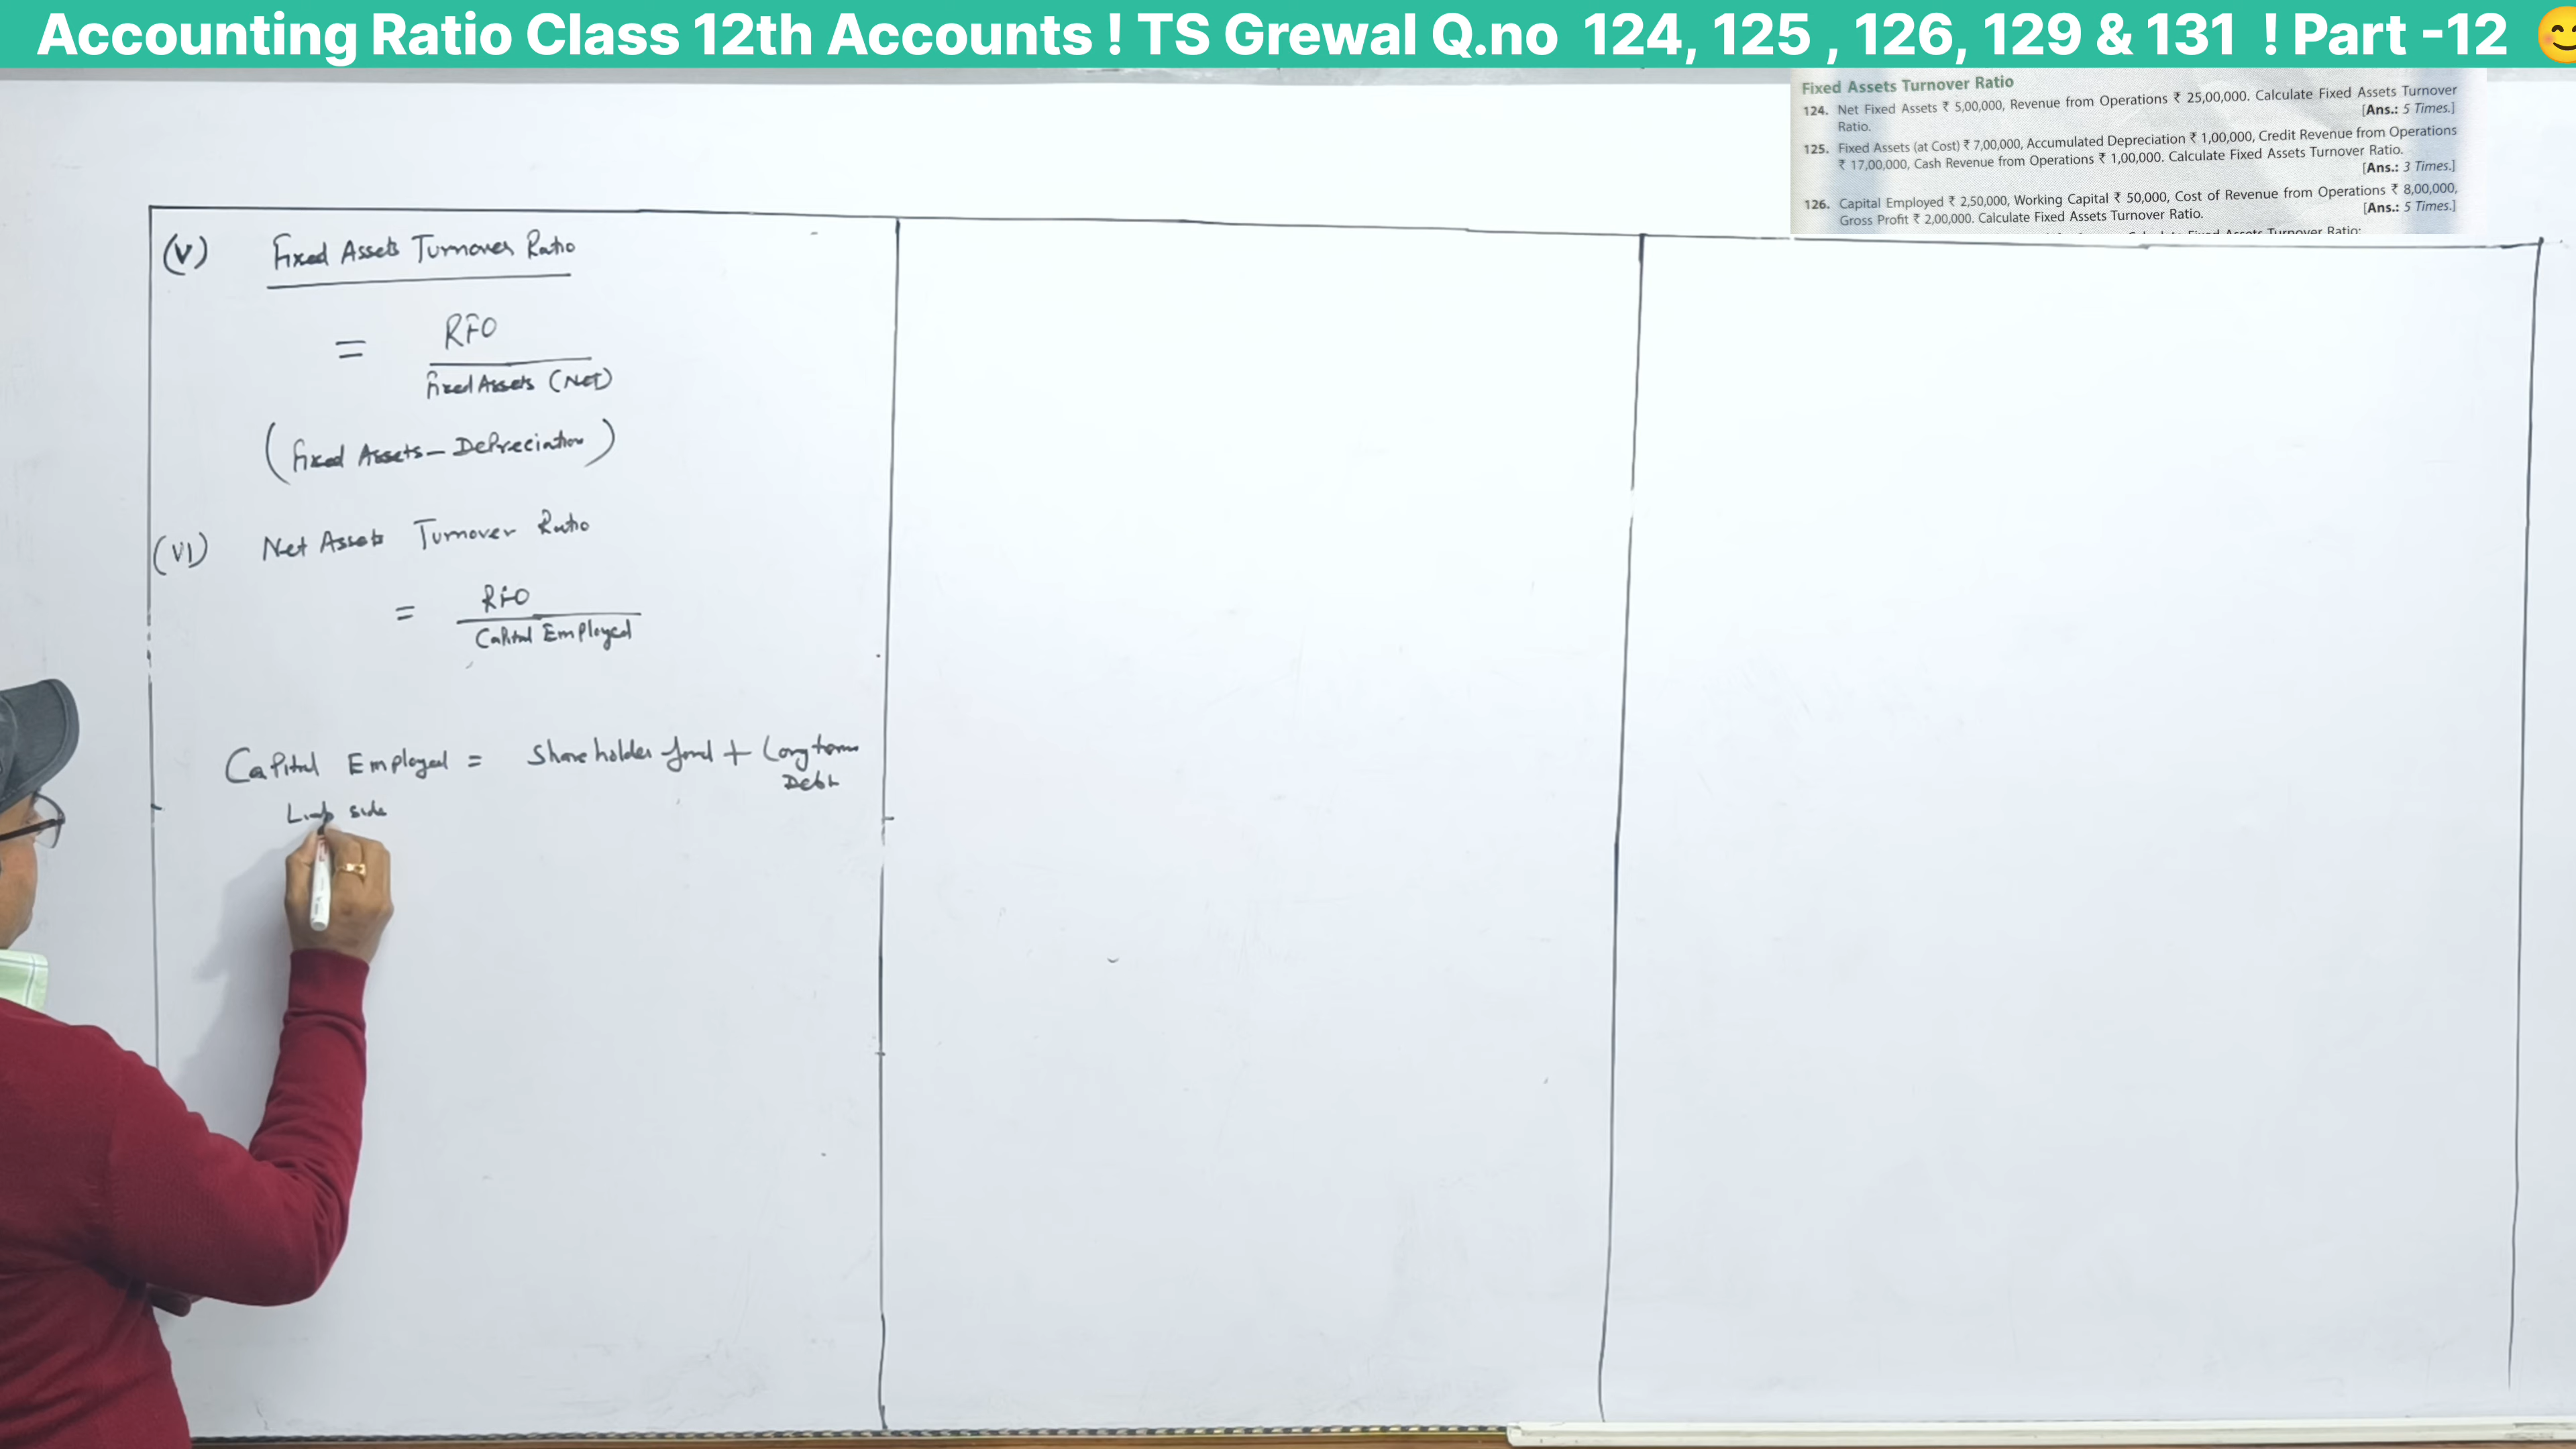 Accounting Ratio Class 12th Accounts ! TS Grewal Q.no 124, 125 , 126, 129 & 131 ! Part -12 😊
Fixed Assets Turnover Ratio
124. Net Fixed Assets ₹ 5,00,000, Revenue from Operations ₹ 25,00,000. Calculate Fixed Assets Turnover
Ratio. [Ans.: 5 Times.]
125. Fixed Assets (at Cost) ₹ 7,00,000, Accumulated Depreciation ₹ 1,00,000, Credit Revenue from Operations
₹ 17,00,000, Cash Revenue from Operations ₹ 1,00,000. Calculate Fixed Assets Turnover Ratio.
[Ans.: 3 Times.]
126. Capital Employed ₹ 2,50,000, Working Capital ₹ 50,000, Cost of Revenue from Operations ₹ 8,00,000,
Gross Profit ₹ 2,00,000. Calculate Fixed Assets Turnover Ratio. [Ans.: 5 Times.]
Fixed Assets Turnover Ratio:
(V) Fixed Assets Turnover Ratio
= RFO
Fixed Assets (Net)
(Fixed Assets - Depreciation)
(VI) Net Assets Turnover Ratio
= RFO
Capital Employed
Capital Employed = Shareholder fund + Long term
Debt
side